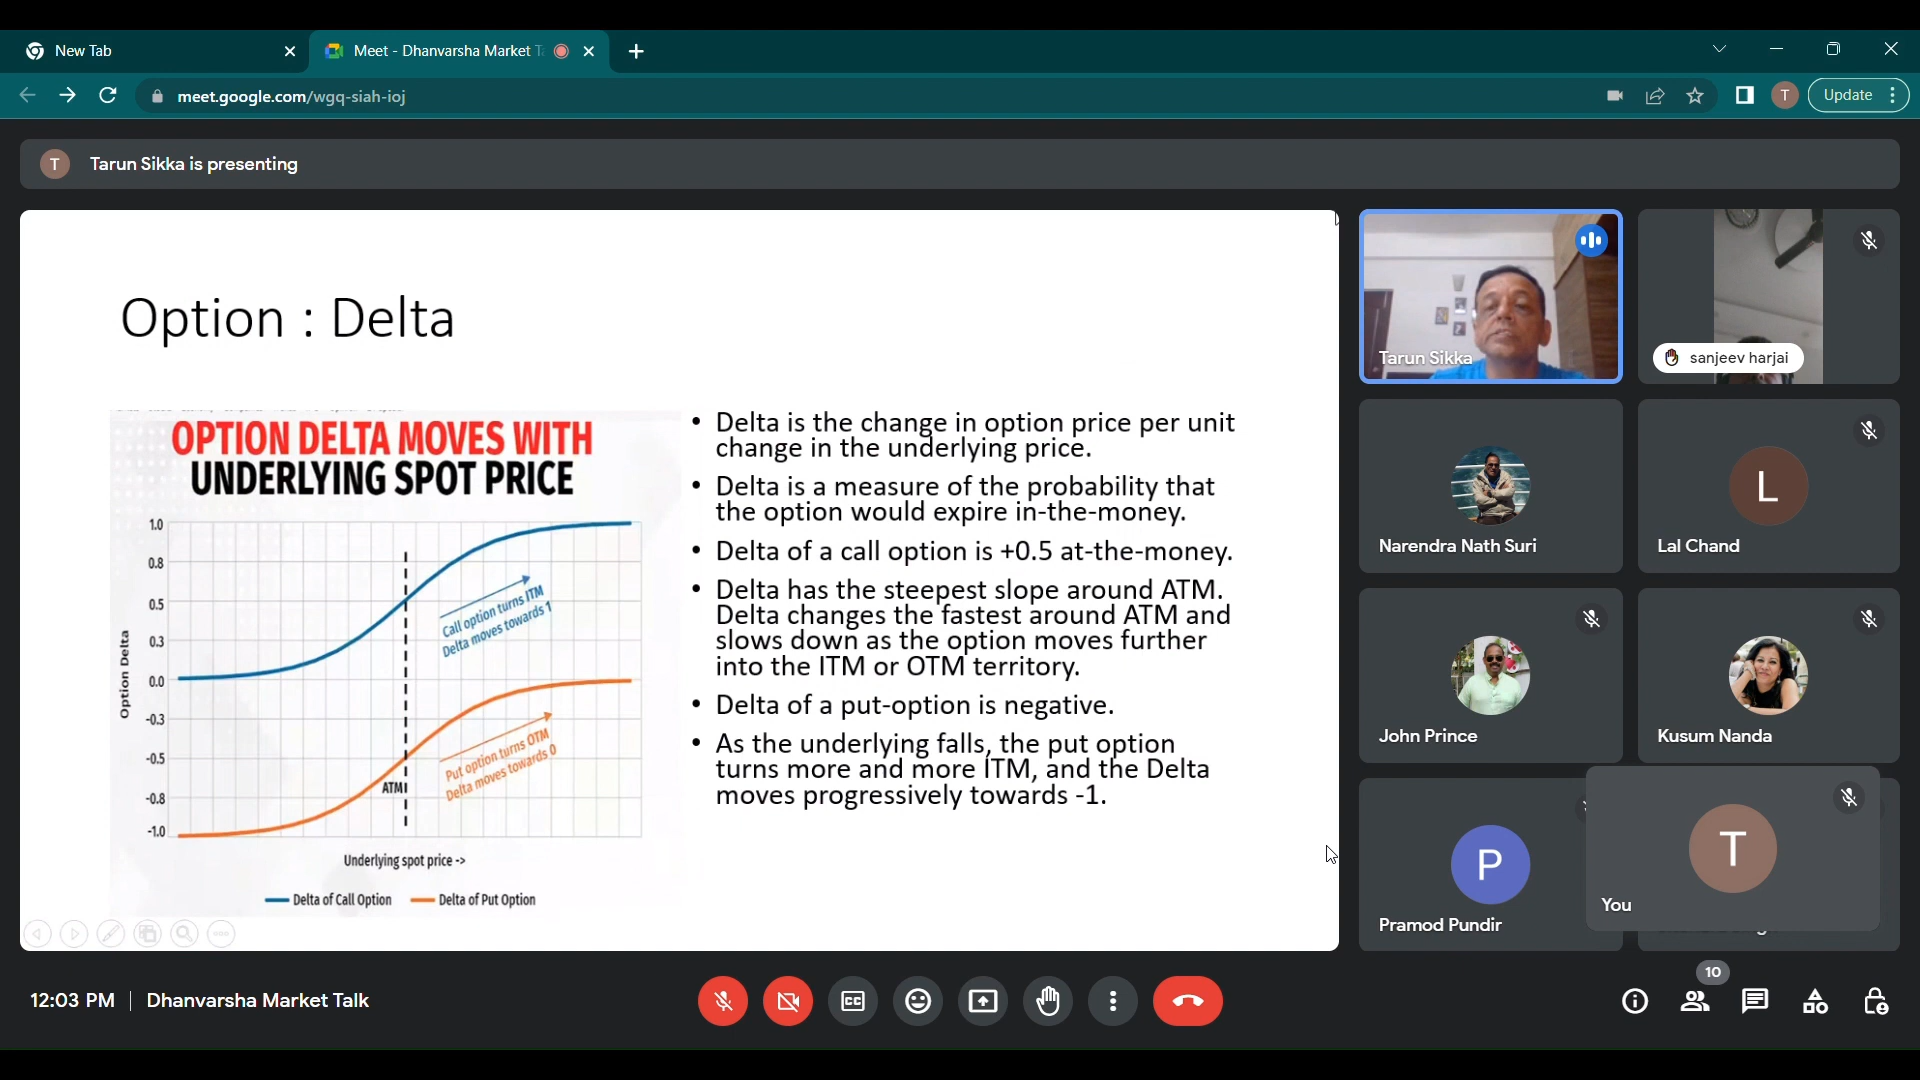 New Tab
Meet - Dhanvarsha Market
meet.google.com/wgq-siah-ioj
T
Update
T
Tarun Sikka is presenting
Option : Delta
OPTION DELTA MOVES WITH
UNDERLYING SPOT PRICE
1.0
0.8
0.5
0.3
0.0
-0.3
-0.5
-0.8
-1.0
Option Delta
Call option turns ITM
Delta moves towards 1
Put option turns OTM
Delta moves towards 0
ATM
Underlying spot price ->
Delta of Call Option
Delta of Put Option
• Delta is the change in option price per unit
change in the underlying price.
• Delta is a measure of the probability that
the option would expire in-the-money.
• Delta of a call option is +0.5 at-the-money.
• Delta has the steepest slope around ATM.
Delta changes the fastest around ATM and
slows down as the option moves further
into the ITM or OTM territory.
• Delta of a put-option is negative.
• As the underlying falls, the put option
turns more and more ITM, and the Delta
moves progressively towards -1.
Tarun Sikka
sanjeev harjai
Narendra Nath Suri
L
Lal Chand
John Prince
Kusum Nanda
P
Pramod Pundir
T
You
12:03 PM | Dhanvarsha Market Talk
CC
10